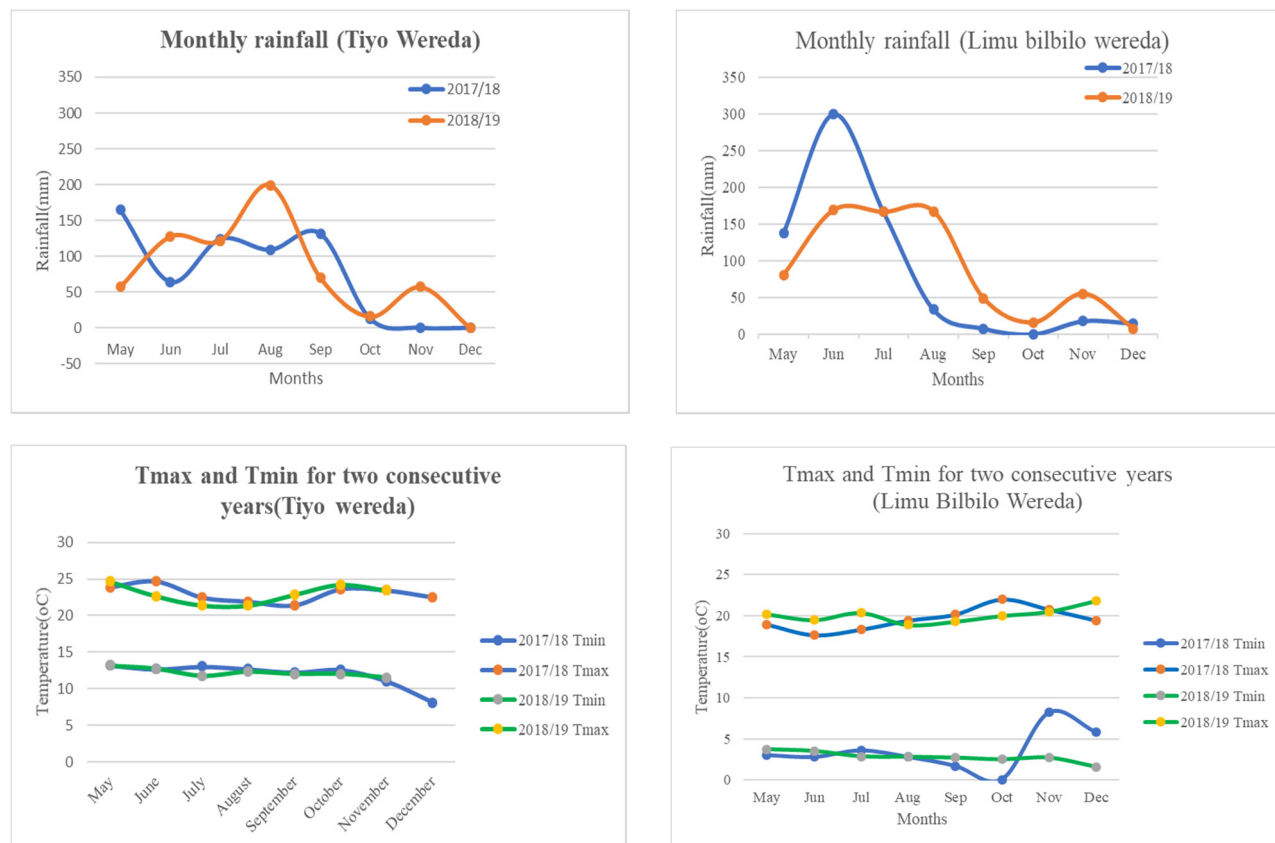 Monthly rainfall (Tiyo Wereda)
350
300
250
200
150
100
50
0
-50
Rainfall(mm)
2017/18
2018/19
May Jun Jul Aug Sep Oct Nov Dec
Months
Monthly rainfall (Limu bilbilo wereda)
350
300
250
200
150
100
50
0
Rainfall(mm)
2017/18
2018/19
May Jun Jul Aug Sep Oct Nov Dec
Months
Tmax and Tmin for two consecutive
years(Tiyo wereda)
30
25
20
15
10
5
0
Temperature(oC)
2017/18 Tmin
2017/18 Tmax
2018/19 Tmin
2018/19 Tmax
May June July August September October November December
Tmax and Tmin for two consecutive years
(Limu Bilbilo Wereda)
30
25
20
15
10
5
0
Temperature(oC)
2017/18 Tmin
2017/18 Tmax
2018/19 Tmin
2018/19 Tmax
May Jun Jul Aug Sep Oct Nov Dec
Months